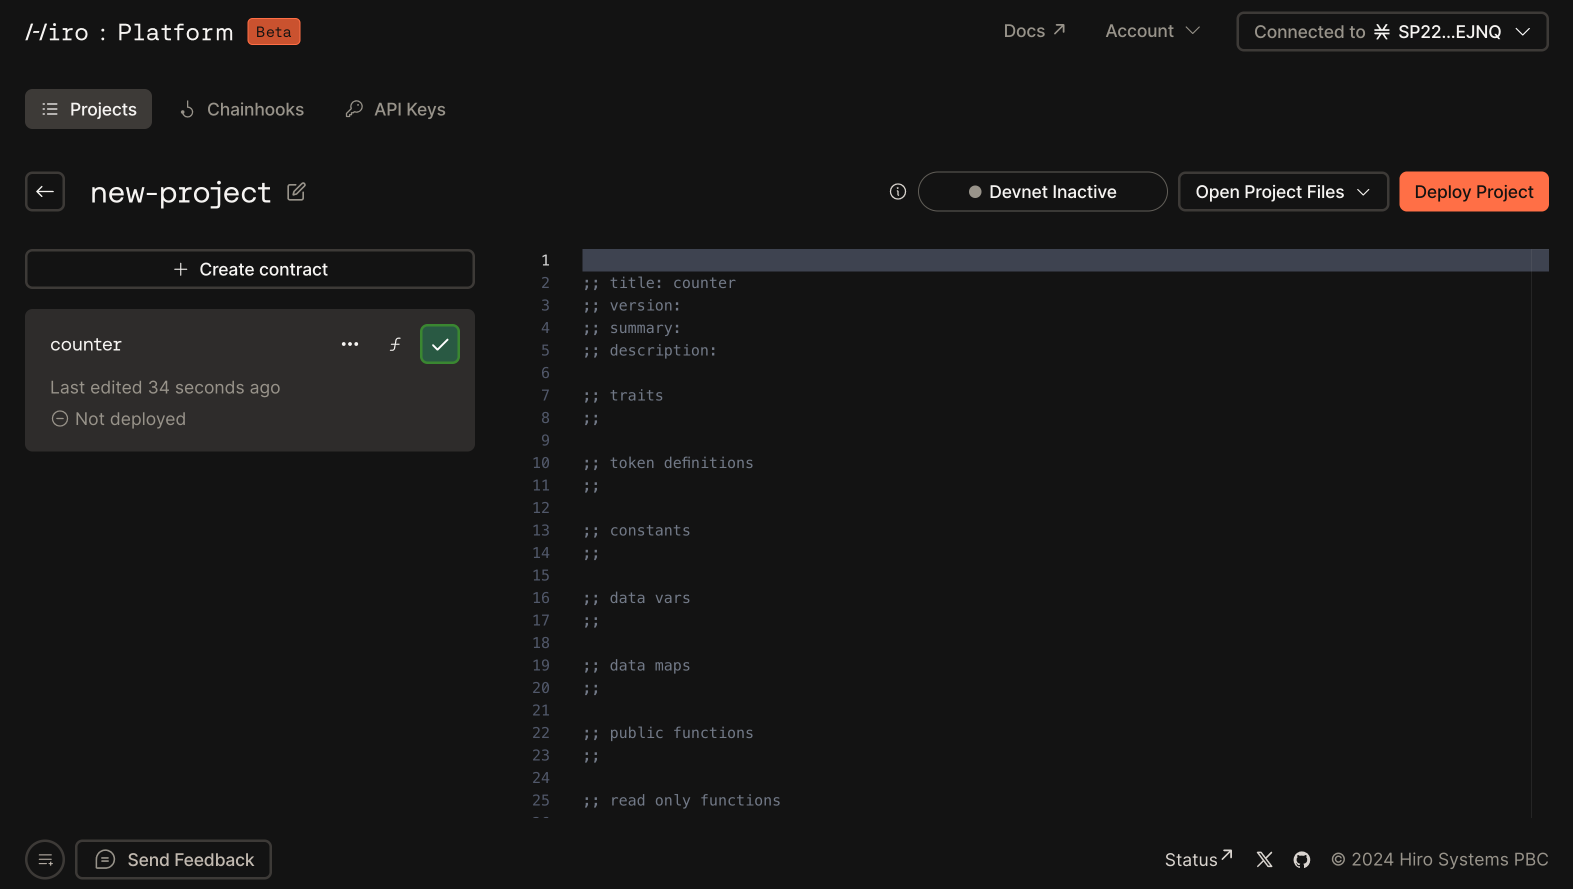 Hiro : Platform Beta
Docs Account Connected to SP22...EJNQ
Projects Chainhooks API Keys
new-project
Devnet Inactive Open Project Files Deploy Project
+ Create contract
counter
Last edited 34 seconds ago
Not deployed
1
2 ;; title: counter
3 ;; version:
4 ;; summary:
5 ;; description:
6
7 ;; traits
8 ;;
9
10 ;; token definitions
11 ;;
12
13 ;; constants
14 ;;
15
16 ;; data vars
17 ;;
18
19 ;; data maps
20 ;;
21
22 ;; public functions
23 ;;
24
25 ;; read only functions
Send Feedback
Status © 2024 Hiro Systems PBC